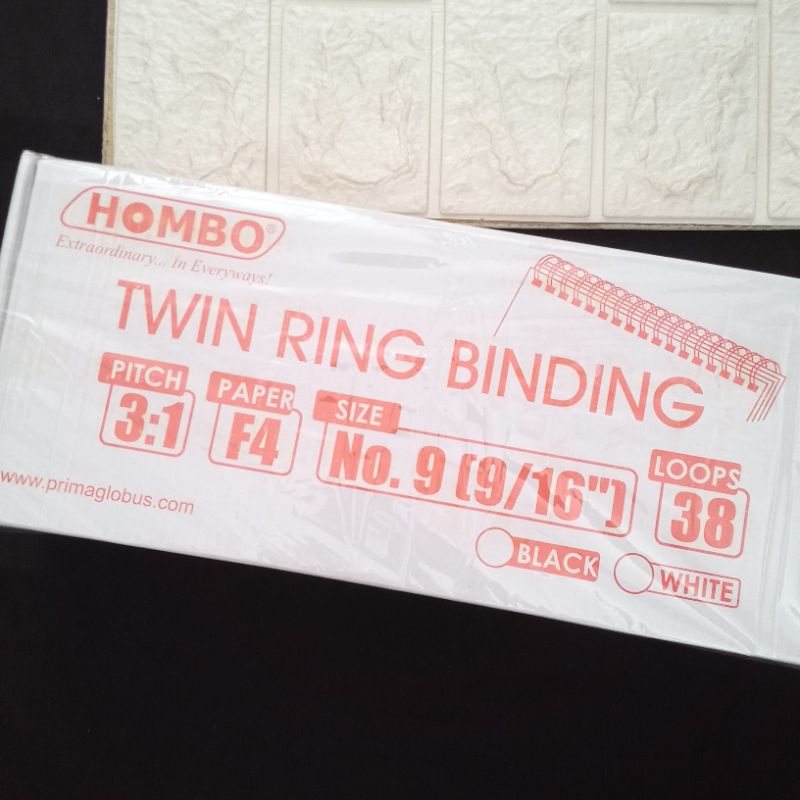 HOMBO®
Extraordinary... In Everyways!
TWIN RING BINDING
PITCH
3:1
PAPER
F4
SIZE
No. 9 (9/16")
LOOPS
38
www.primaglobus.com
BLACK
WHITE